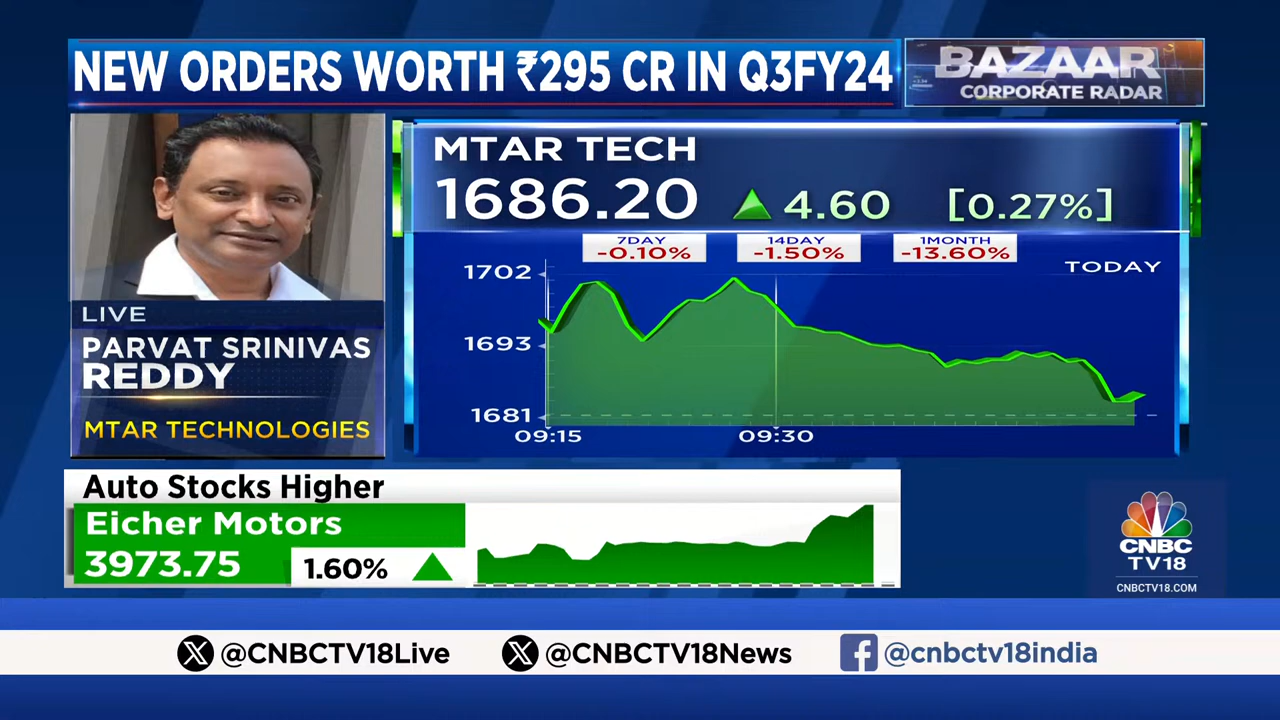 NEW ORDERS WORTH ₹295 CR IN Q3FY24
BAZAAR
CORPORATE RADAR
MTAR TECH
1686.20 ▲ 4.60 [0.27%]
7DAY
-0.10%
14DAY
-1.50%
1MONTH
-13.60%
TODAY
1702
1693
1681
09:15
09:30
LIVE
PARVAT SRINIVAS
REDDY
MTAR TECHNOLOGIES
Auto Stocks Higher
Eicher Motors
3973.75
1.60% ▲
CNBC
TV18
CNBCTV18.COM
@CNBCTV18Live
@CNBCTV18News
@cnbctv18india